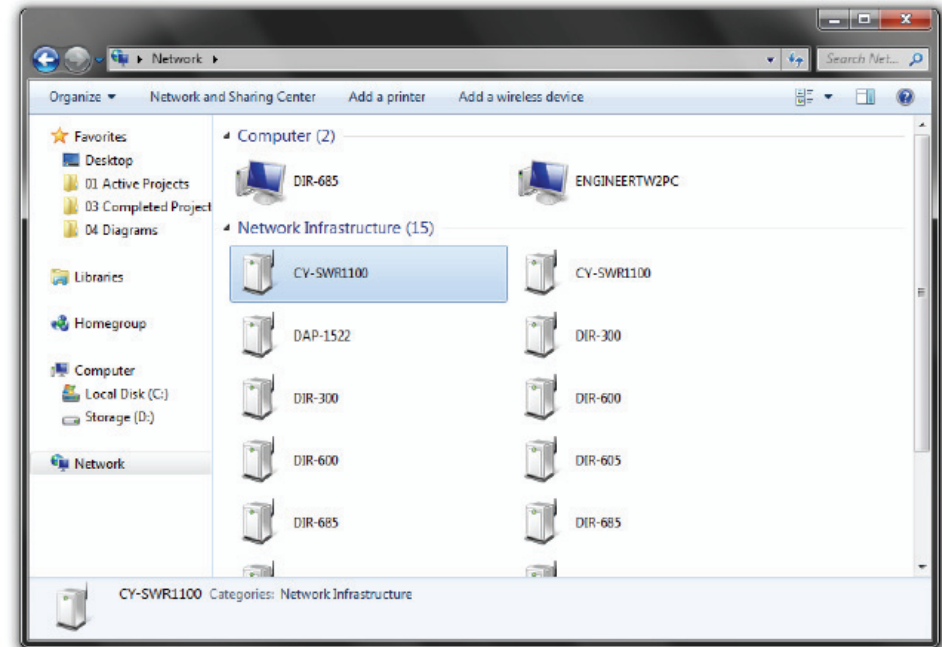 Network
Search Net...
Organize Network and Sharing Center Add a printer Add a wireless device
Favorites
Desktop
01 Active Projects
03 Completed Project
04 Diagrams
Libraries
Homegroup
Computer
Local Disk (C:)
Storage (D:)
Network
Computer (2)
DIR-685 ENGINEERTW2PC
Network Infrastructure (15)
CY-SWR1100 CY-SWR1100
DAP-1522 DIR-300
DIR-300 DIR-600
DIR-600 DIR-605
DIR-685 DIR-685
CY-SWR1100 Categories: Network Infrastructure